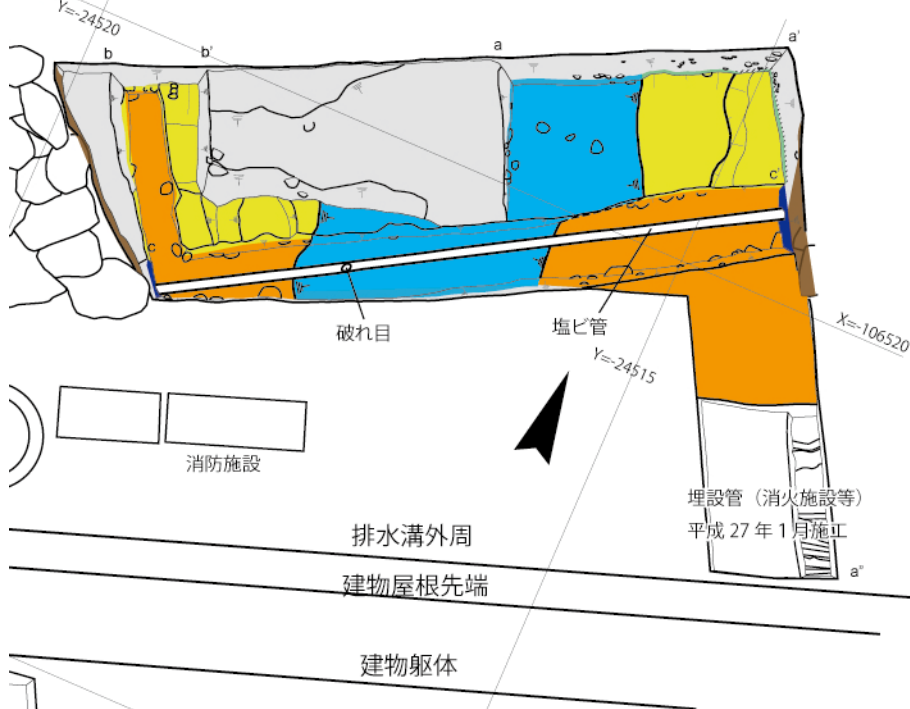 Y=-24520
b
b'
a
a'
c'
c
破れ目
塩ビ管
X=-106520
Y=-24515
消防施設
埋設管（消火施設等）
平成 27 年 1 月施工
排水溝外周
a"
建物屋根先端
建物躯体